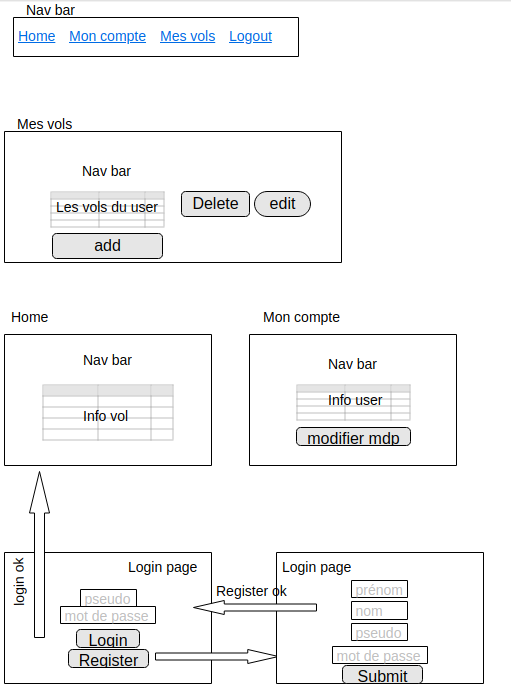 Nav bar
Home Mon compte Mes vols Logout
Mes vols
Nav bar
Les vols du user
Delete
edit
add
Home
Nav bar
Info vol
Mon compte
Nav bar
Info user
modifier mdp
login ok
Login page
pseudo
mot de passe
Login
Register
Register ok
Login page
prénom
nom
pseudo
mot de passe
Submit